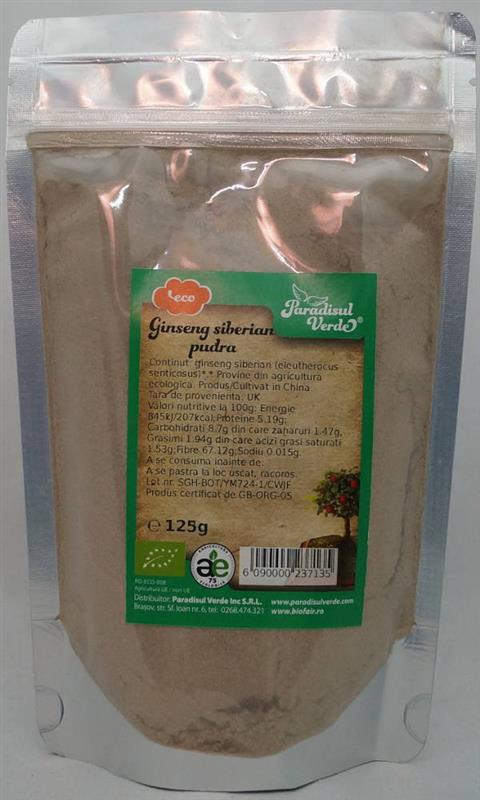 eco
Paradisul
Verde®
Ginseng siberian
pudra
Continut: ginseng siberian (eleutherocus
senticosus)*.* Provine din agricultura
ecologica. Produs/Cultivat in China.
Tara de provenienta: UK
Valori nutritive la 100g: Energie
845kJ/207kcal;Proteine 5.19g;
Carbohidrati 8.7g din care zaharuri 1.47g,
Grasimi 1.94g din care acizi grasi saturati
1.53g;Fibre 67.12g;Sodiu 0.015g.
A se consuma inainte de:
A se pastra la loc uscat, racoros.
Lot nr. SGH-BOT/YM724-1/CWJF
Produs certificat de GB-ORG-05
℮ 125g
AGRICULTURA
ae
75
ECOLOGICA
6 090000 237135
RO-ECO-008
Agricultura UE / non UE
Distribuitor: Paradisul Verde Inc S.R.L. www.paradisulverde.com
Brașov, str. Sf. Ioan nr. 6, tel: 0268.474.321 www.biofair.ro